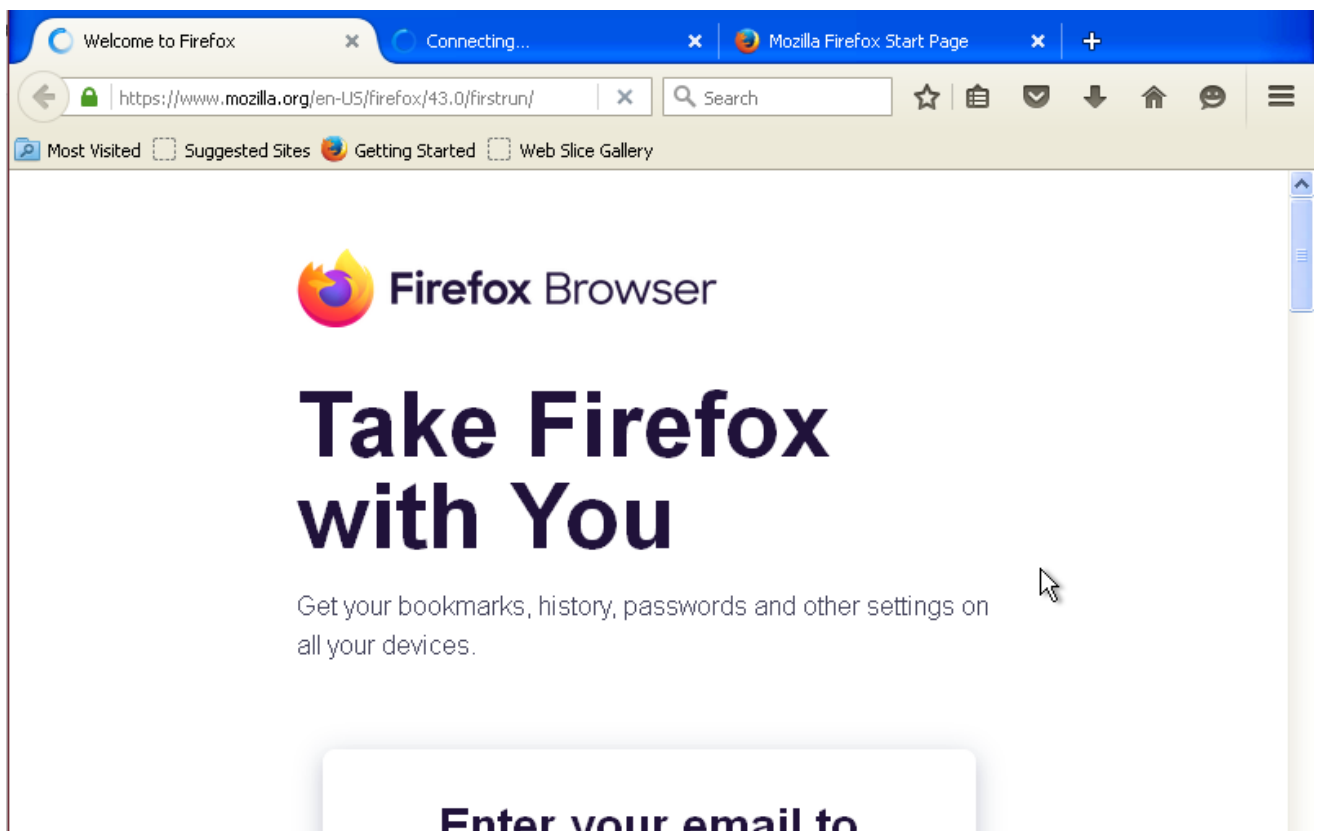 Welcome to Firefox Connecting... Mozilla Firefox Start Page
https://www.mozilla.org/en-US/firefox/43.0/firstrun/ Search
Most Visited Suggested Sites Getting Started Web Slice Gallery
Firefox Browser
Take Firefox
with You
Get your bookmarks, history, passwords and other settings on
all your devices.
Enter your email to